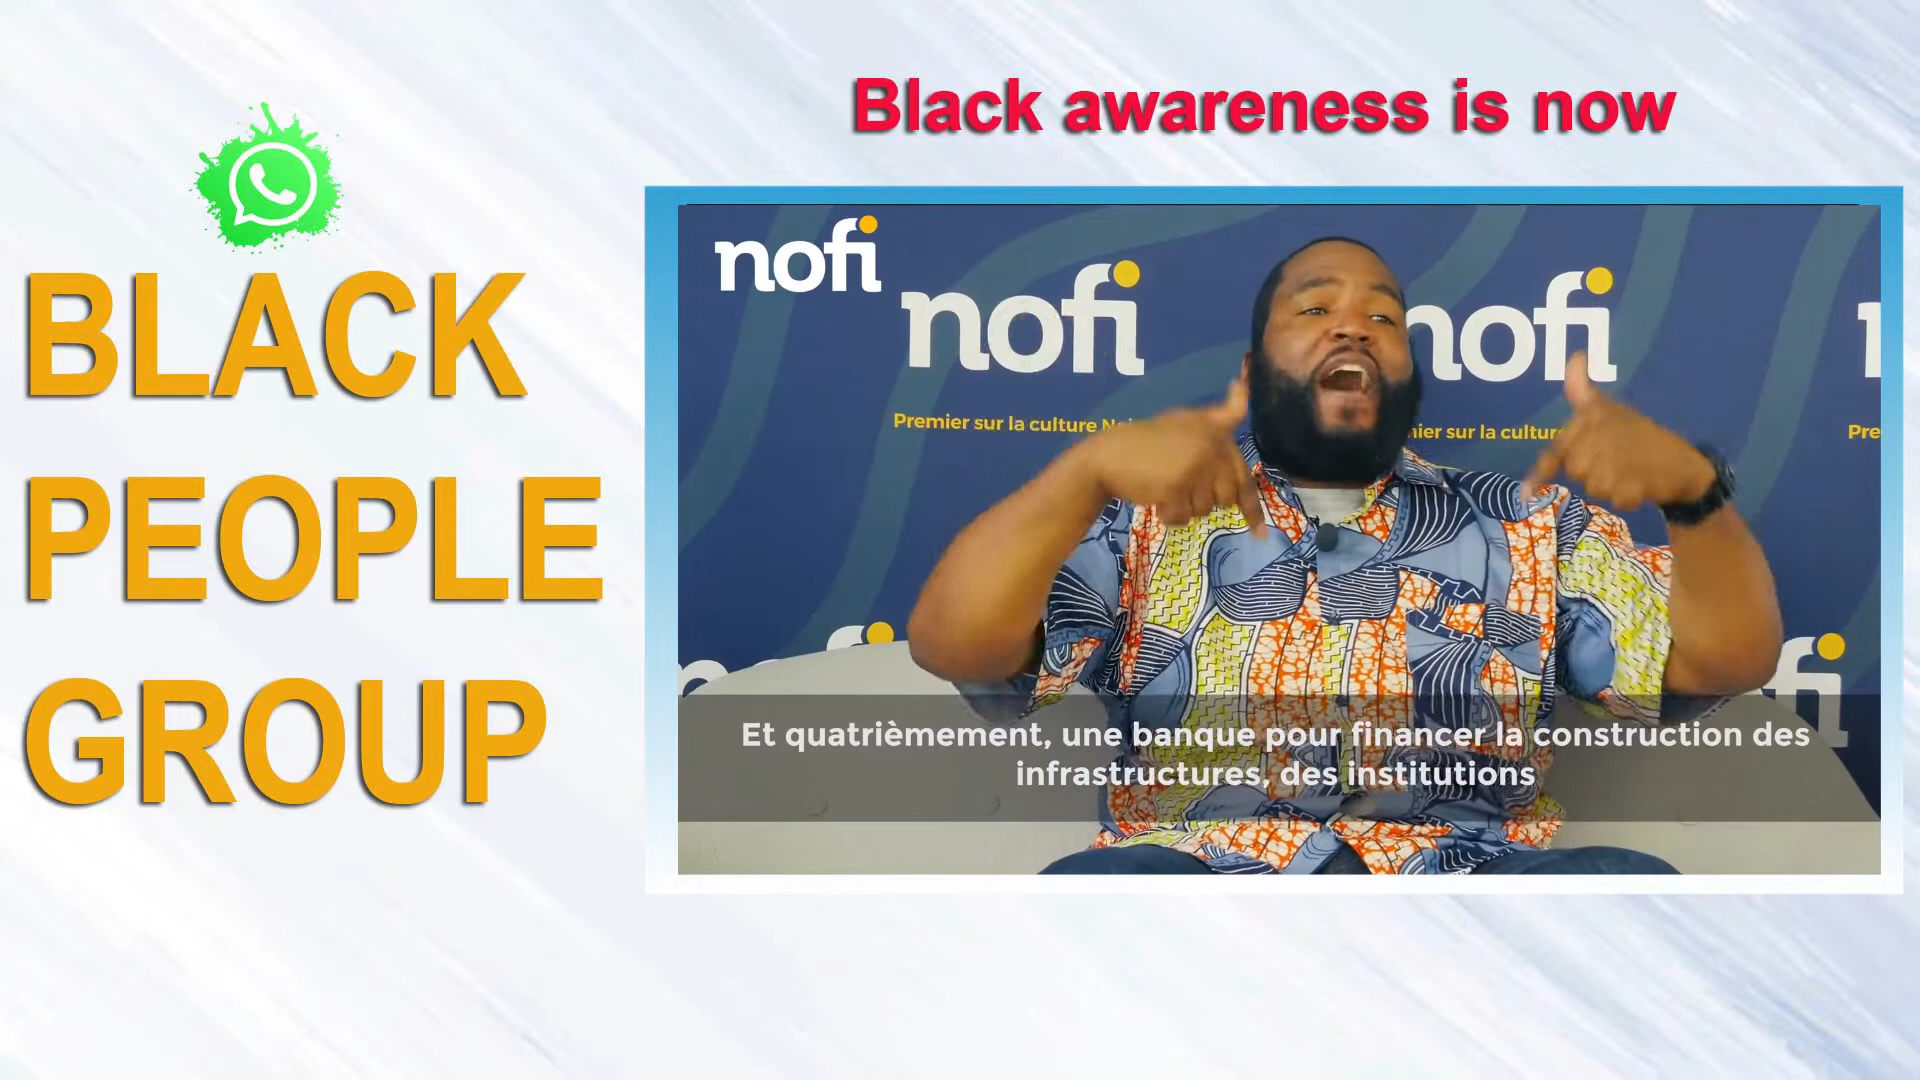 Black awareness is now
BLACK
PEOPLE
GROUP
nofi
nofi
nofi
Premier sur la culture
sur la culture
Et quatrièmement, une banque pour financer la construction des
infrastructures, des institutions